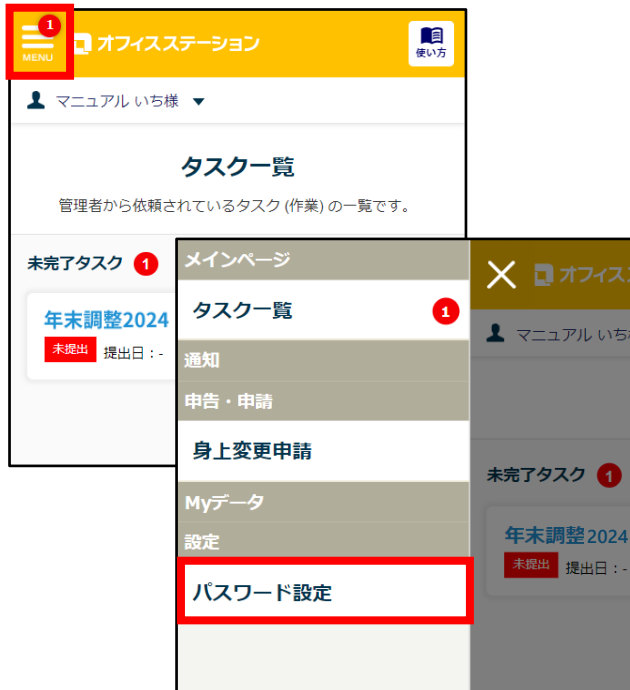 1
MENU
オフィスステーション
使い方
マニュアル いち様 ▼
タスク一覧
管理者から依頼されているタスク (作業) の一覧です。
未完了タスク 1
年末調整2024
未提出 提出日：-
メインページ
タスク一覧 1
通知
申告・申請
身上変更申請
Myデータ
設定
パスワード設定
オフィス
マニュアル いち
未完了タスク 1
年末調整2024
未提出 提出日：-